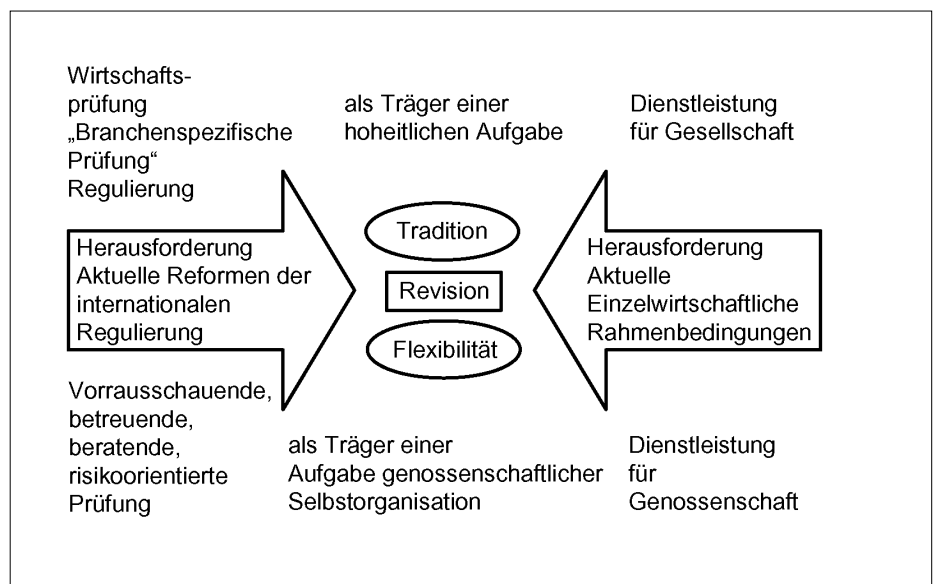 Wirtschafts-
prüfung
„Branchenspezifische
Prüfung“
Regulierung
als Träger einer
hoheitlichen Aufgabe
Dienstleistung
für Gesellschaft
Herausforderung
Aktuelle Reformen der
internationalen
Regulierung
Tradition
Revision
Flexibilität
Herausforderung
Aktuelle
Einzelwirtschaftliche
Rahmenbedingungen
Vorrausschauende,
betreuende,
beratende,
risikoorientierte
Prüfung
als Träger einer
Aufgabe genossenschaftlicher
Selbstorganisation
Dienstleistung
für
Genossenschaft